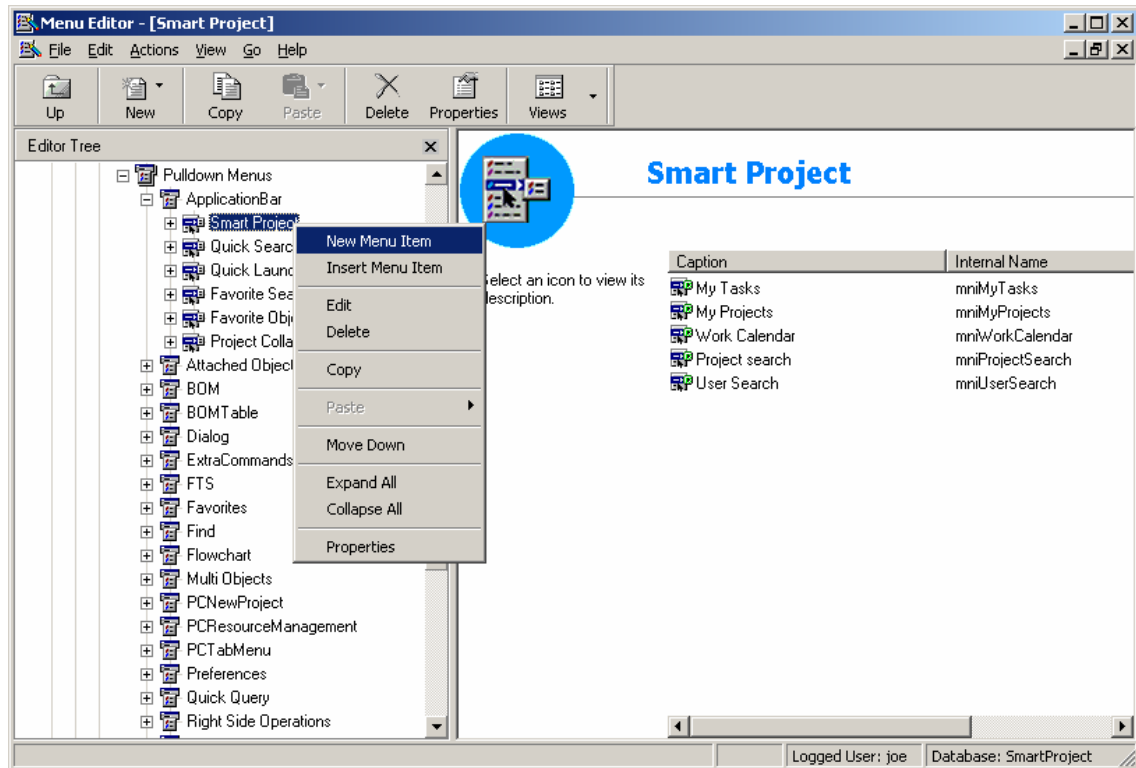 Menu Editor - [Smart Project]
File Edit Actions View Go Help
Up New Copy Paste Delete Properties Views
Editor Tree
Pulldown Menus
ApplicationBar
Smart Project
Quick Searc
Quick Launc
Favorite Sea
Favorite Obj
Project Colla
Attached Object
BOM
BOMTable
Dialog
ExtraCommands
FTS
Favorites
Find
Flowchart
Multi Objects
PCNewProject
PCResourceManagement
PCTabMenu
Preferences
Quick Query
Right Side Operations
New Menu Item
Insert Menu Item
Edit
Delete
Copy
Paste
Move Down
Expand All
Collapse All
Properties
Smart Project
Select an icon to view its
description.
Caption Internal Name
My Tasks mniMyTasks
My Projects mniMyProjects
Work Calendar mniWorkCalendar
Project search mniProjectSearch
User Search mniUserSearch
Logged User: joe Database: SmartProject